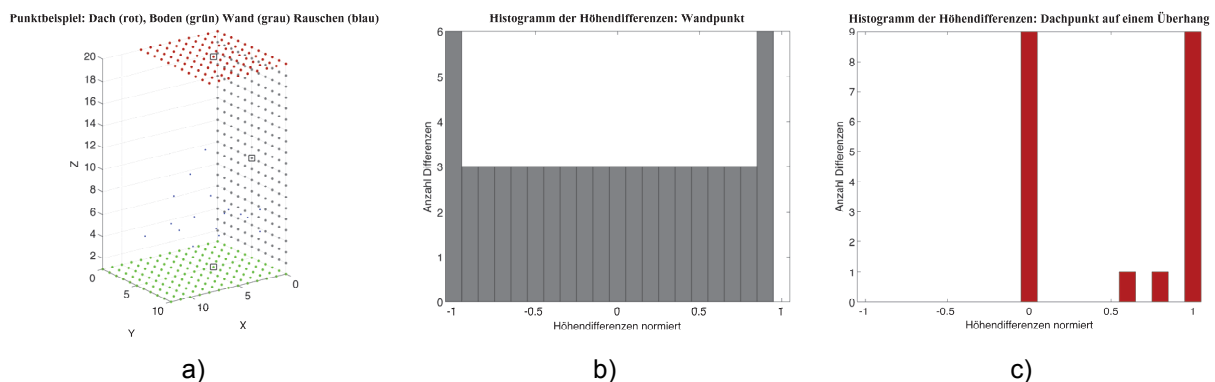 Punktbeispiel: Dach (rot), Boden (grün) Wand (grau) Rauschen (blau)
20
18
16
14
12
10
8
6
4
2
Z
0
5
10
Y
10
5
0
X
a)
Histogramm der Höhendifferenzen: Wandpunkt
6
5
4
3
2
1
0
Anzahl Differenzen
-1 -0.5 0 0.5 1
Höhendifferenzen normiert
b)
Histogramm der Höhendifferenzen: Dachpunkt auf einem Überhang
9
8
7
6
5
4
3
2
1
0
Anzahl Differenzen
-1 -0.5 0 0.5 1
Höhendifferenzen normiert
c)